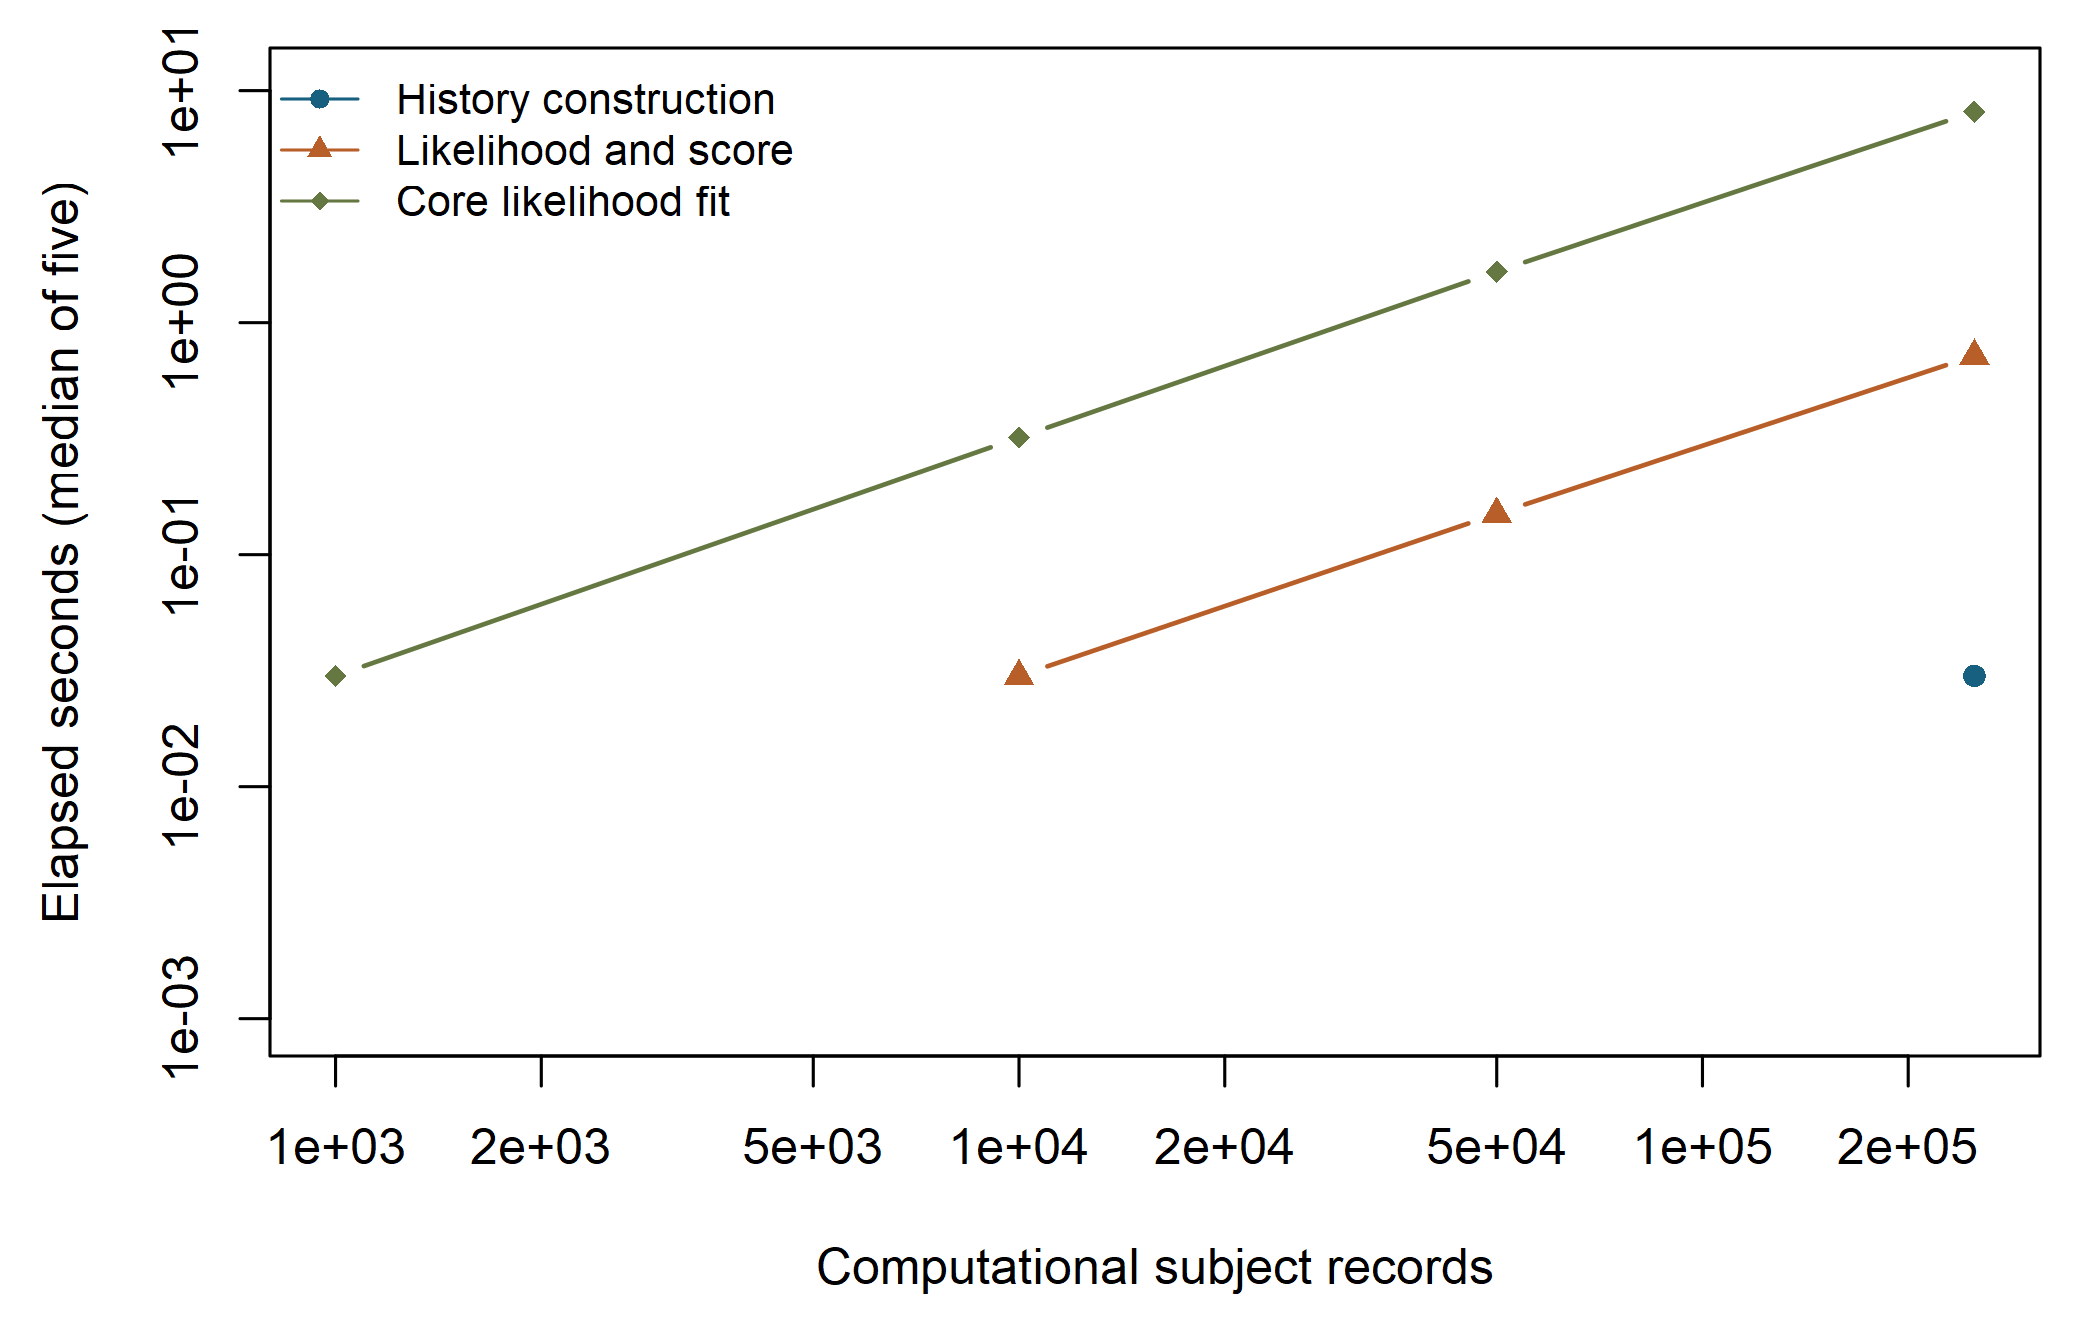 History construction
Likelihood and score
Core likelihood fit
Elapsed seconds (median of five)
1e+01
1e+00
1e-01
1e-02
1e-03
1e+03 2e+03 5e+03 1e+04 2e+04 5e+04 1e+05 2e+05
Computational subject records